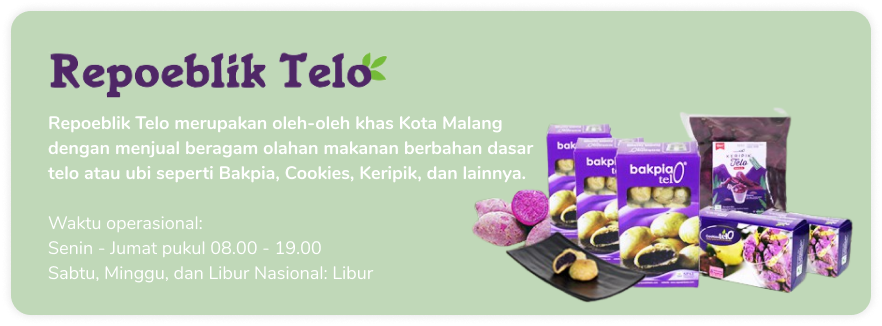 Repoeblik Telo
Repoeblik Telo merupakan oleh-oleh khas Kota Malang
dengan menjual beragam olahan makanan berbahan dasar
telo atau ubi seperti Bakpia, Cookies, Keripik, dan lainnya.
Waktu operasional:
Senin - Jumat pukul 08.00 - 19.00
Sabtu, Minggu, dan Libur Nasional: Libur
bakpia
bakpia
telo
bakpia
telo
KERIPIK
Telo
telo